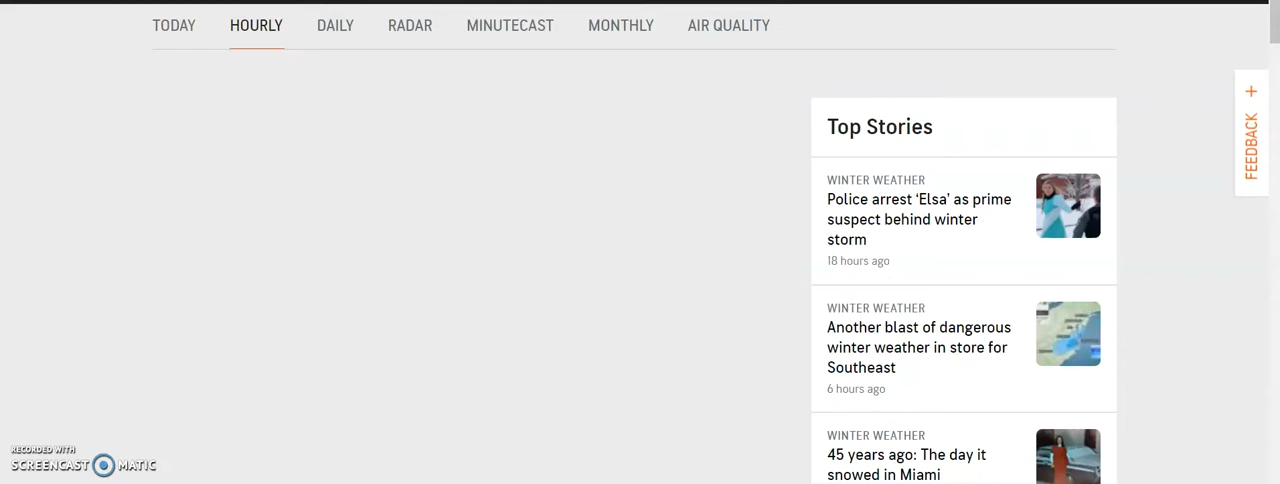 TODAY HOURLY DAILY RADAR MINUTECAST MONTHLY AIR QUALITY
FEEDBACK +
Top Stories
WINTER WEATHER
Police arrest ‘Elsa’ as prime
suspect behind winter
storm
18 hours ago
WINTER WEATHER
Another blast of dangerous
winter weather in store for
Southeast
6 hours ago
WINTER WEATHER
45 years ago: The day it
snowed in Miami
RECORDED WITH
SCREENCAST MATIC